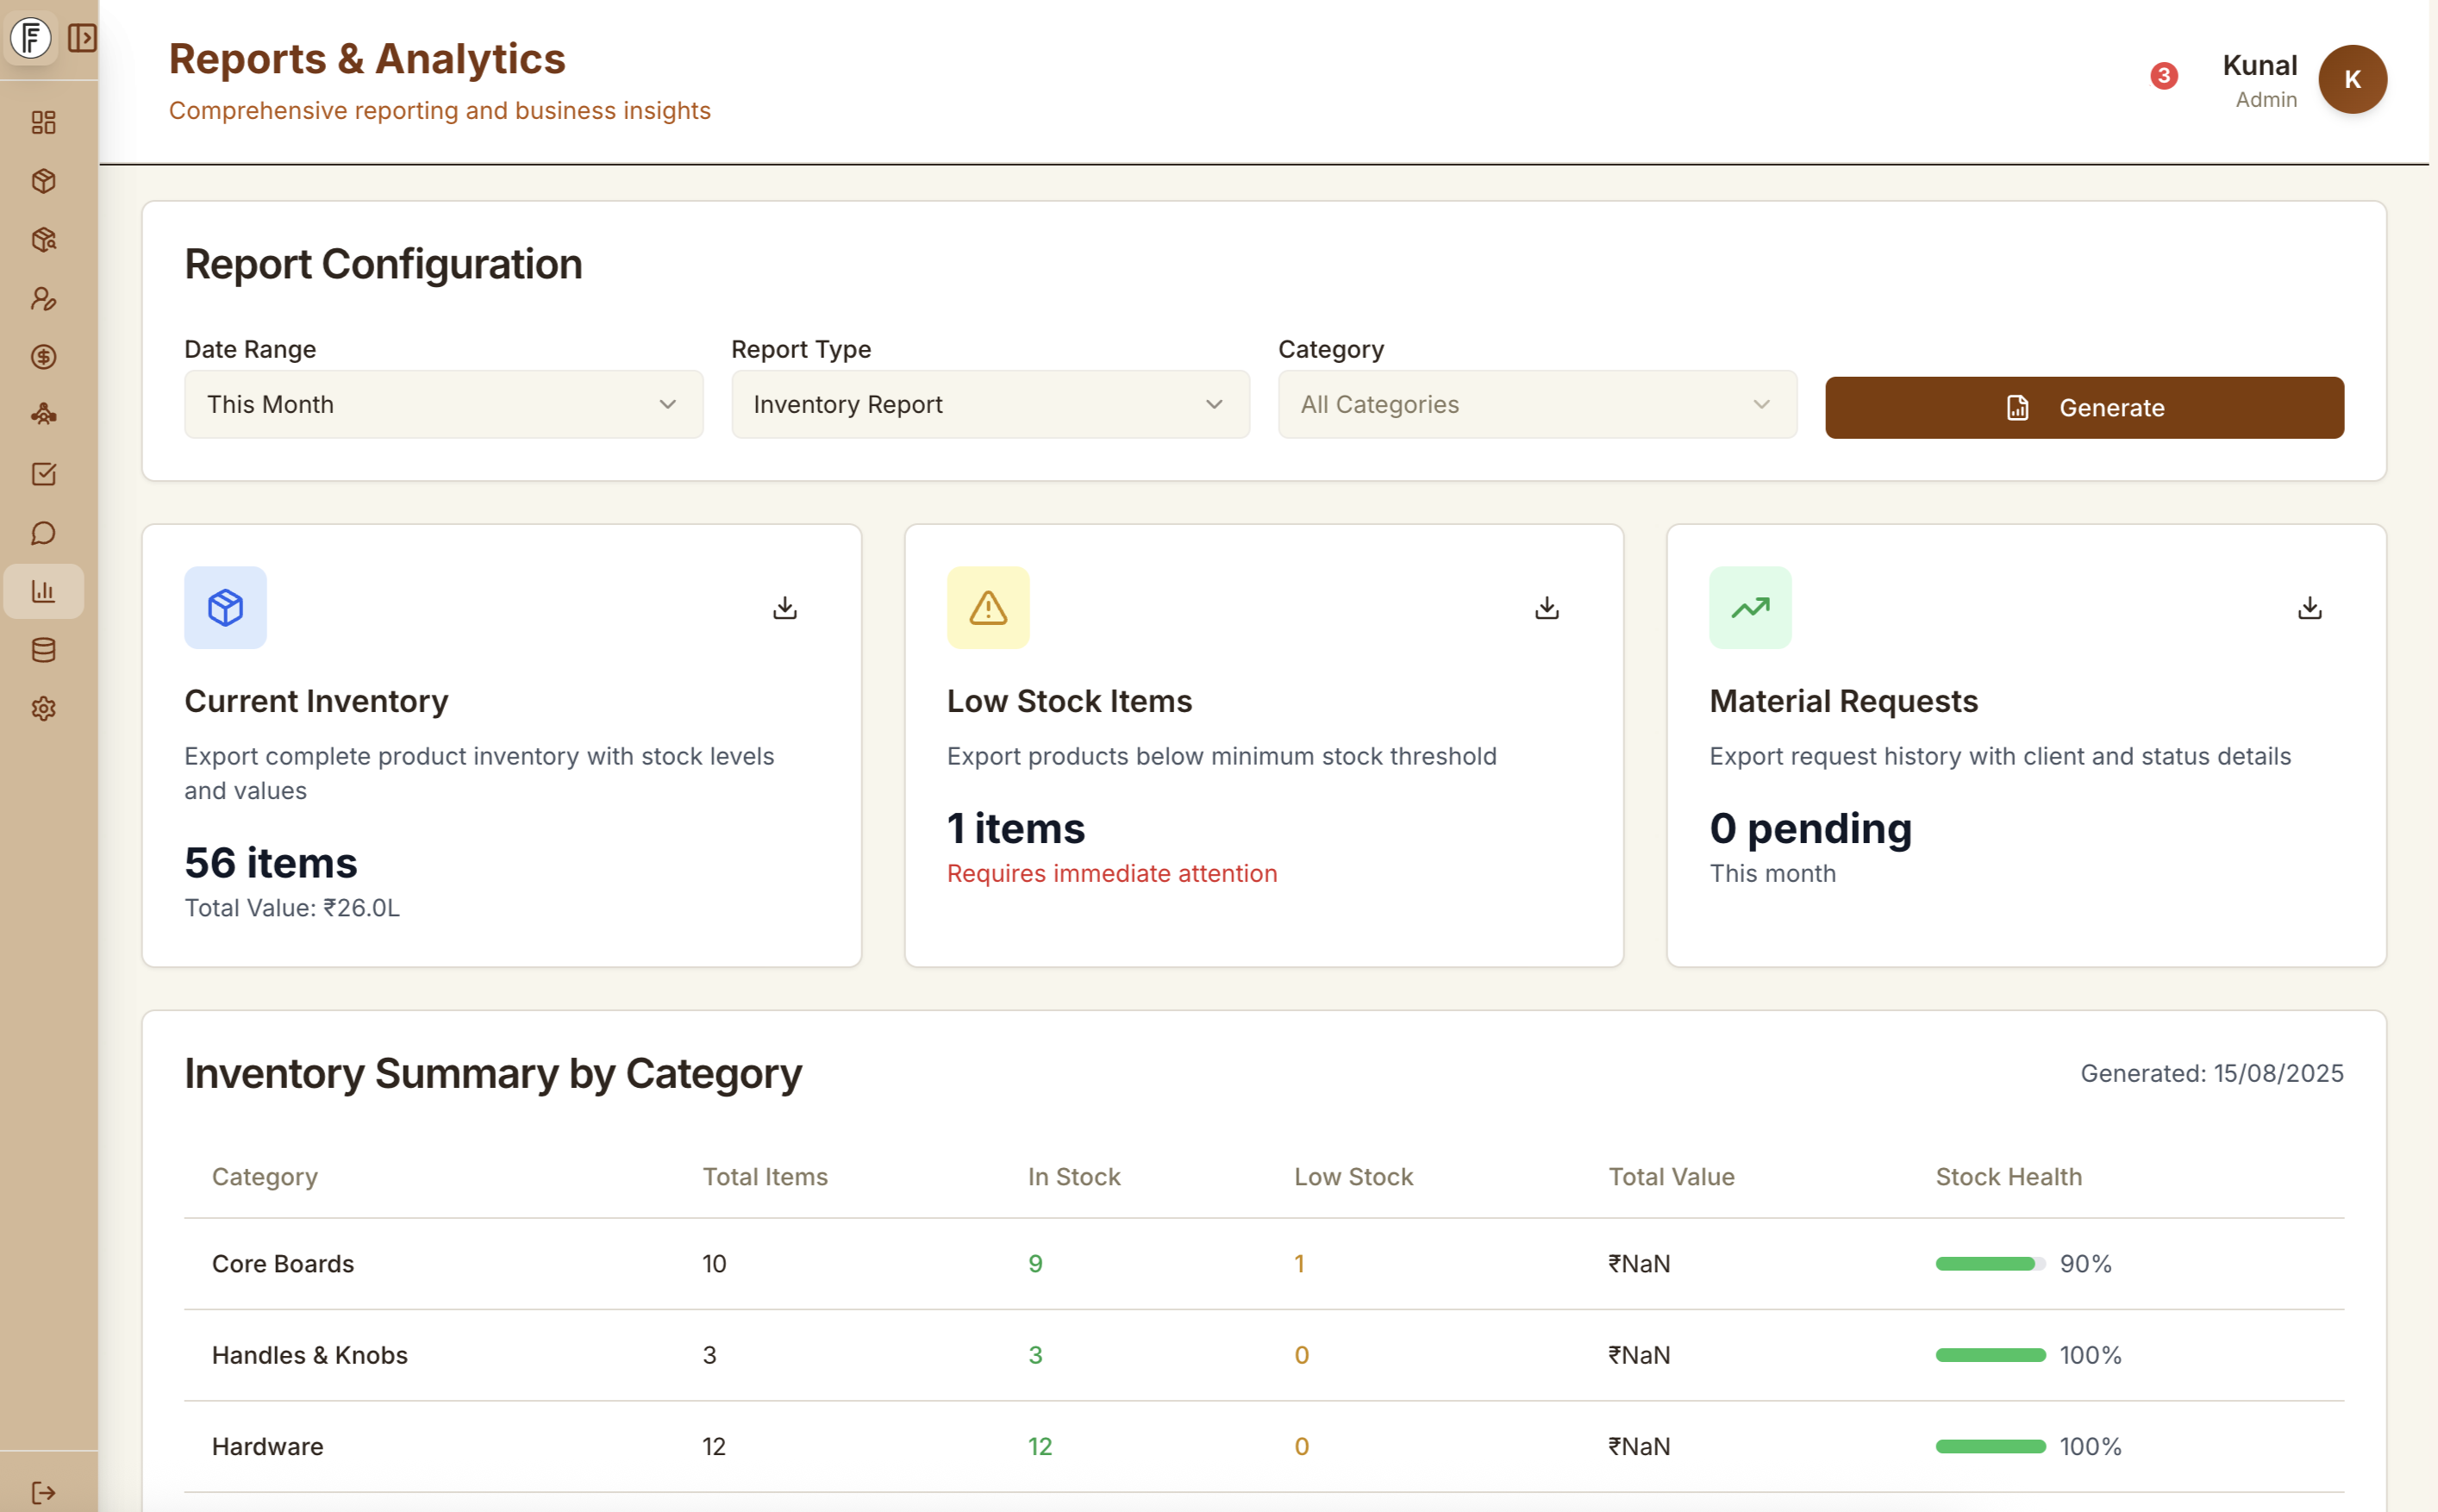 Reports & Analytics
Comprehensive reporting and business insights
3
Kunal
Admin
K
Report Configuration
Date Range
Report Type
Category
This Month
Inventory Report
All Categories
Generate
Current Inventory
Export complete product inventory with stock levels
and values
56 items
Total Value: ₹26.0L
Low Stock Items
Export products below minimum stock threshold
1 items
Requires immediate attention
Material Requests
Export request history with client and status details
0 pending
This month
Inventory Summary by Category
Generated: 15/08/2025
Category Total Items In Stock Low Stock Total Value Stock Health
Core Boards 10 9 1 ₹NaN 90%
Handles & Knobs 3 3 0 ₹NaN 100%
Hardware 12 12 0 ₹NaN 100%